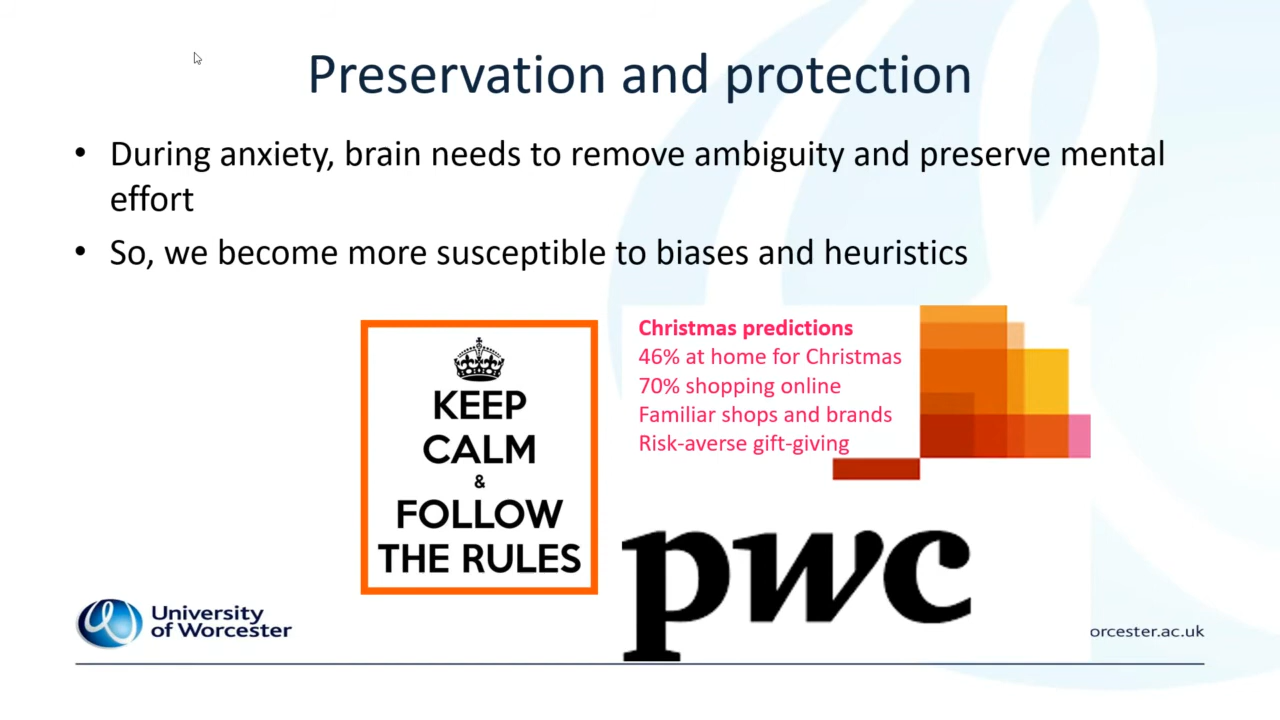 Preservation and protection
• During anxiety, brain needs to remove ambiguity and preserve mental
effort
• So, we become more susceptible to biases and heuristics
KEEP
CALM
&
FOLLOW
THE RULES
Christmas predictions
46% at home for Christmas
70% shopping online
Familiar shops and brands
Risk-averse gift-giving
pwc
University
of Worcester
orcester.ac.uk